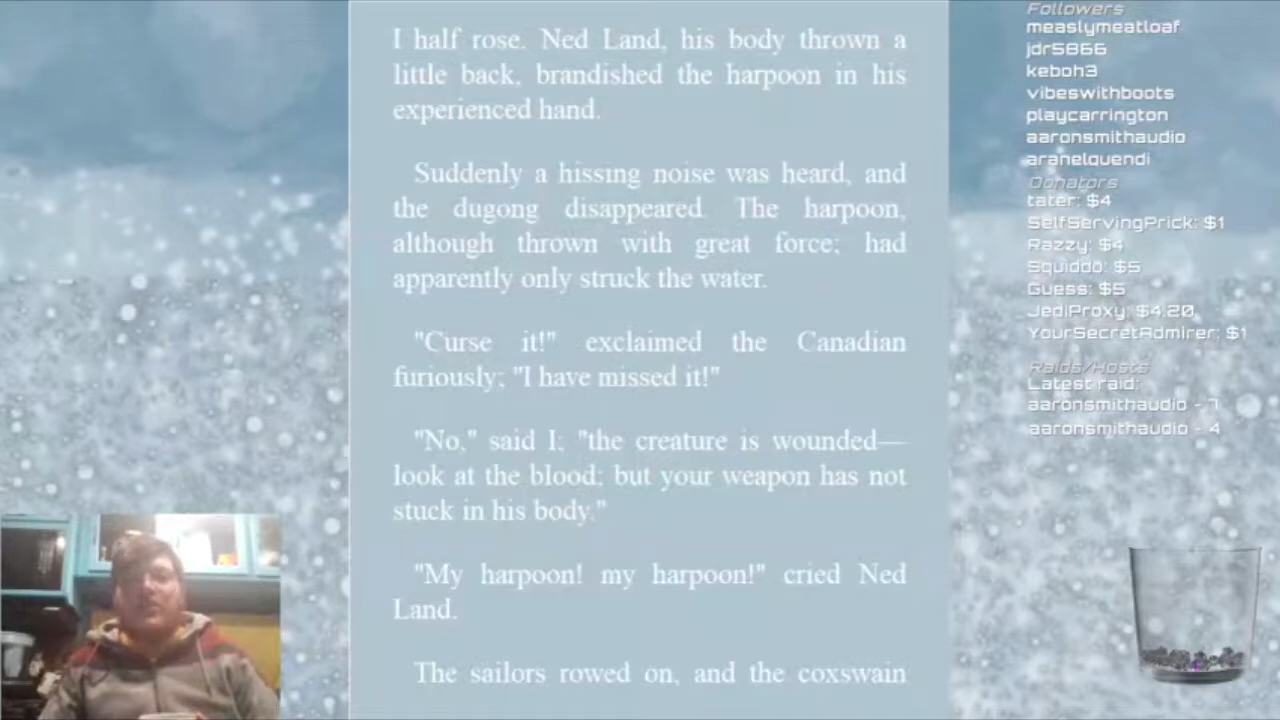 I half rose. Ned Land, his body thrown a
little back, brandished the harpoon in his
experienced hand.
Suddenly a hissing noise was heard, and
the dugong disappeared. The harpoon,
although thrown with great force; had
apparently only struck the water.
"Curse it!" exclaimed the Canadian
furiously; "I have missed it!"
"No," said I; "the creature is wounded—
look at the blood; but your weapon has not
stuck in his body."
"My harpoon! my harpoon!" cried Ned
Land.
The sailors rowed on, and the coxswain
Followers
measlymeatloaf
jdr5866
keboh3
vibeswithboots
playcarrington
aaronsmithaudio
aranelquendi
Donators
tater: $4
SelfServingPrick: $1
Razzy: $4
Squiddo: $5
Guess: $5
JediProxy: $4.20
YourSecretAdmirer: $1
Raids/Hosts
Latest raid:
aaronsmithaudio - 7
aaronsmithaudio - 4